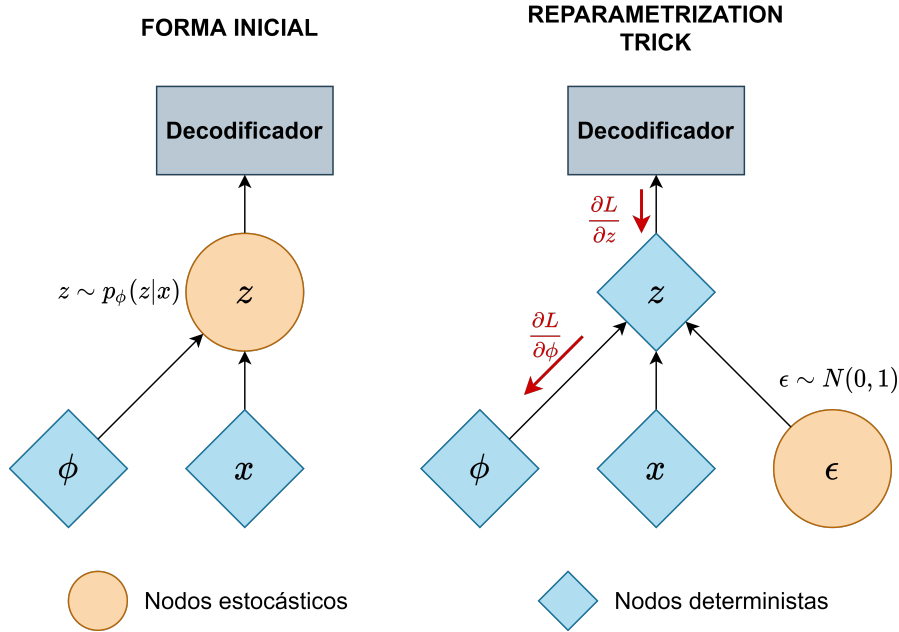 FORMA INICIAL
Decodificador
z ∼ p_ϕ(z|x)
z
ϕ
x
REPARAMETRIZATION
TRICK
Decodificador
∂L/∂z
z
∂L/∂ϕ
ϵ ∼ N(0, 1)
ϕ
x
ϵ
Nodos estocásticos
Nodos deterministas